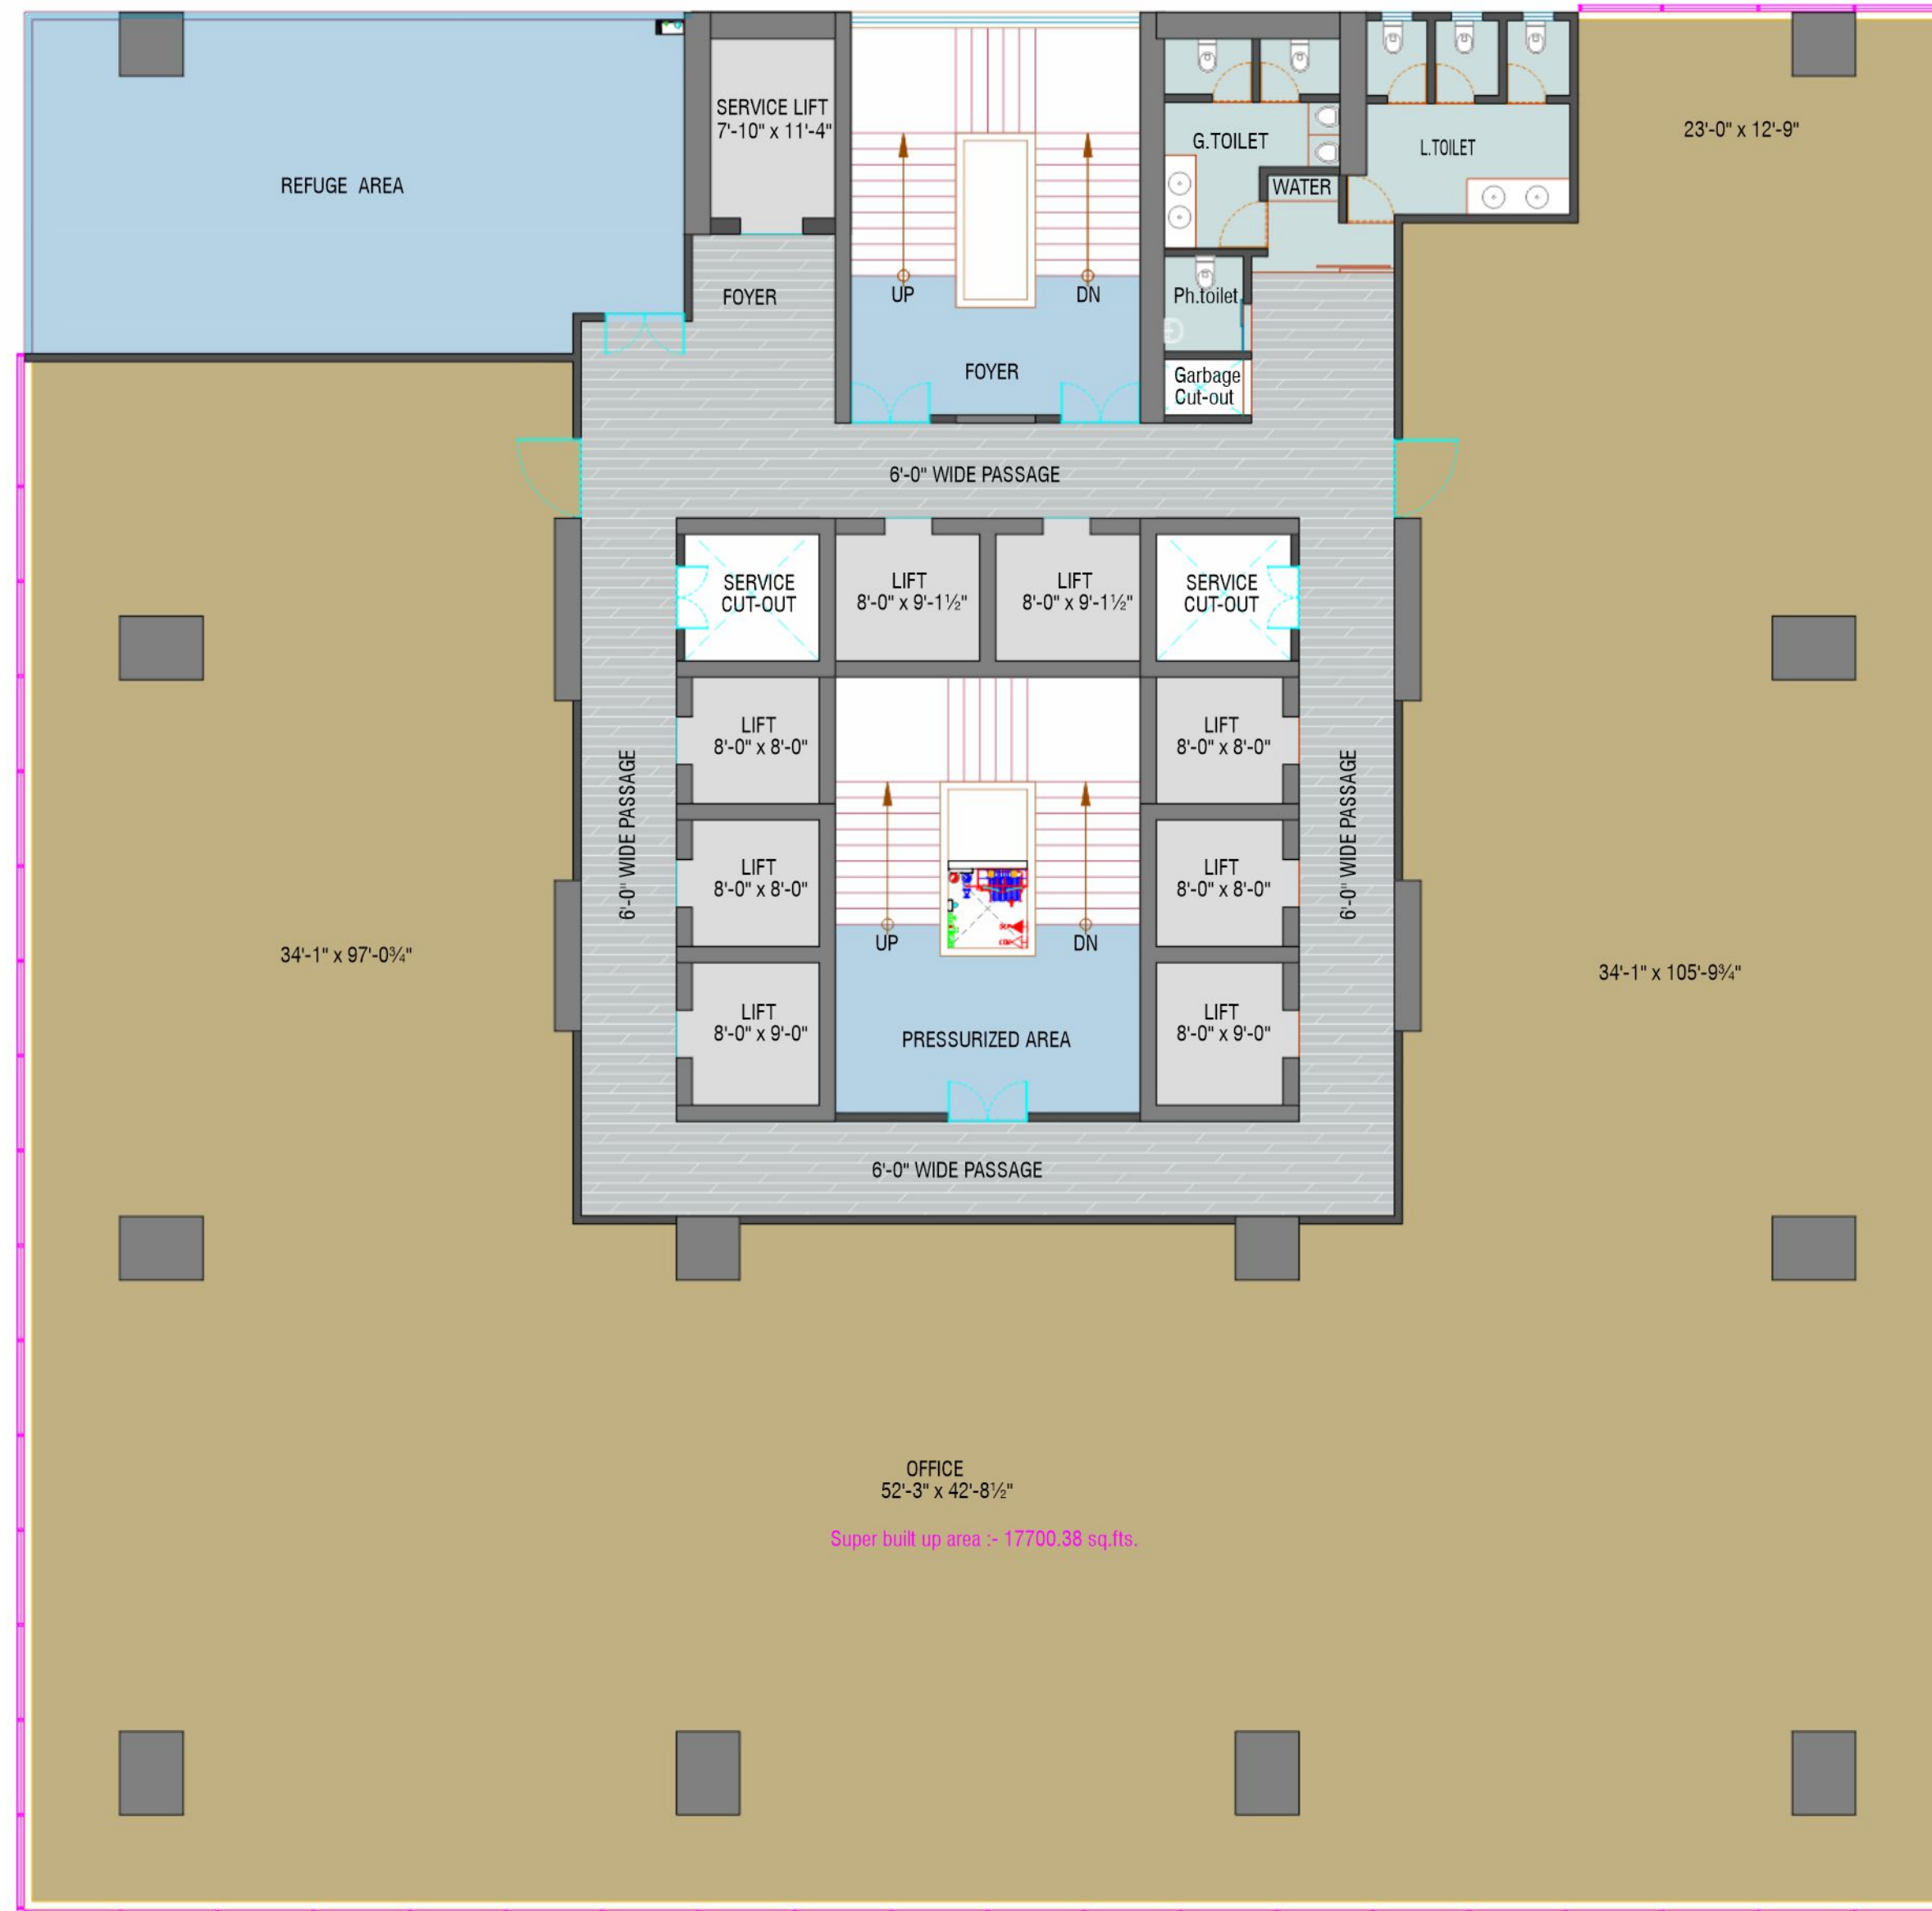 SERVICE LIFT
7'-10" x 11'-4"
REFUGE AREA
FOYER
UP
DN
FOYER
G.TOILET
WATER
L.TOILET
Ph.toilet
Garbage
Cut-out
23'-0" x 12'-9"
6'-0" WIDE PASSAGE
SERVICE
CUT-OUT
LIFT
8'-0" x 9'-1½"
LIFT
8'-0" x 9'-1½"
SERVICE
CUT-OUT
LIFT
8'-0" x 8'-0"
LIFT
8'-0" x 8'-0"
6'-0" WIDE PASSAGE
6'-0" WIDE PASSAGE
LIFT
8'-0" x 8'-0"
LIFT
8'-0" x 8'-0"
UP
DN
34'-1" x 97'-0¾"
34'-1" x 105'-9¾"
LIFT
8'-0" x 9'-0"
PRESSURIZED AREA
LIFT
8'-0" x 9'-0"
6'-0" WIDE PASSAGE
OFFICE
52'-3" x 42'-8½"
Super built up area :- 17700.38 sq.fts.